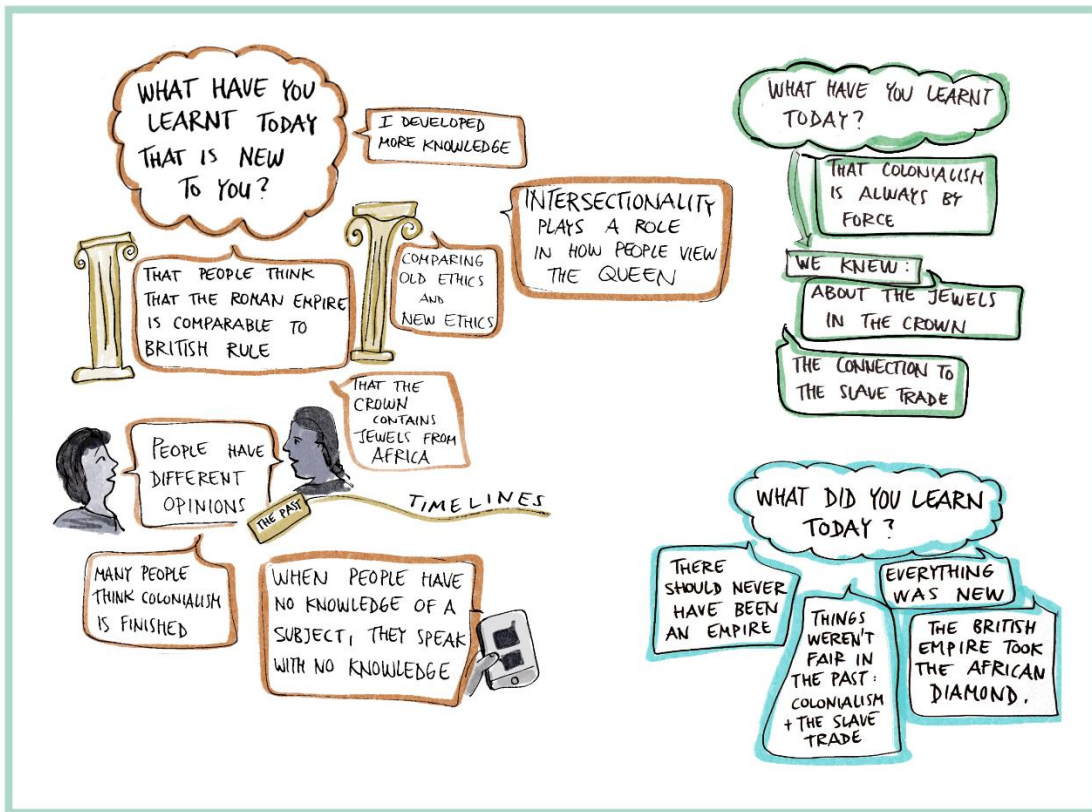 WHAT HAVE YOU
LEARNT TODAY
THAT IS NEW
TO YOU?
I DEVELOPED
MORE KNOWLEDGE
INTERSECTIONALITY
PLAYS A ROLE
IN HOW PEOPLE VIEW
THE QUEEN
THAT PEOPLE THINK
THAT THE ROMAN EMPIRE
IS COMPARABLE TO
BRITISH RULE
COMPARING
OLD ETHICS
AND
NEW ETHICS
THAT THE
CROWN
CONTAINS
JEWELS FROM
AFRICA
PEOPLE HAVE
DIFFERENT
OPINIONS
THE PAST
TIMELINES
MANY PEOPLE
THINK COLONIALISM
IS FINISHED
WHEN PEOPLE HAVE
NO KNOWLEDGE OF A
SUBJECT, THEY SPEAK
WITH NO KNOWLEDGE
WHAT HAVE YOU LEARNT
TODAY?
THAT COLONIALISM
IS ALWAYS BY
FORCE
WE KNEW:
ABOUT THE JEWELS
IN THE CROWN
THE CONNECTION TO
THE SLAVE TRADE
WHAT DID YOU LEARN
TODAY?
THERE
SHOULD NEVER
HAVE BEEN
AN EMPIRE
THINGS
WEREN'T
FAIR IN
THE PAST:
COLONIALISM
+ THE SLAVE
TRADE
EVERYTHING
WAS NEW
THE BRITISH
EMPIRE TOOK
THE AFRICAN
DIAMOND.